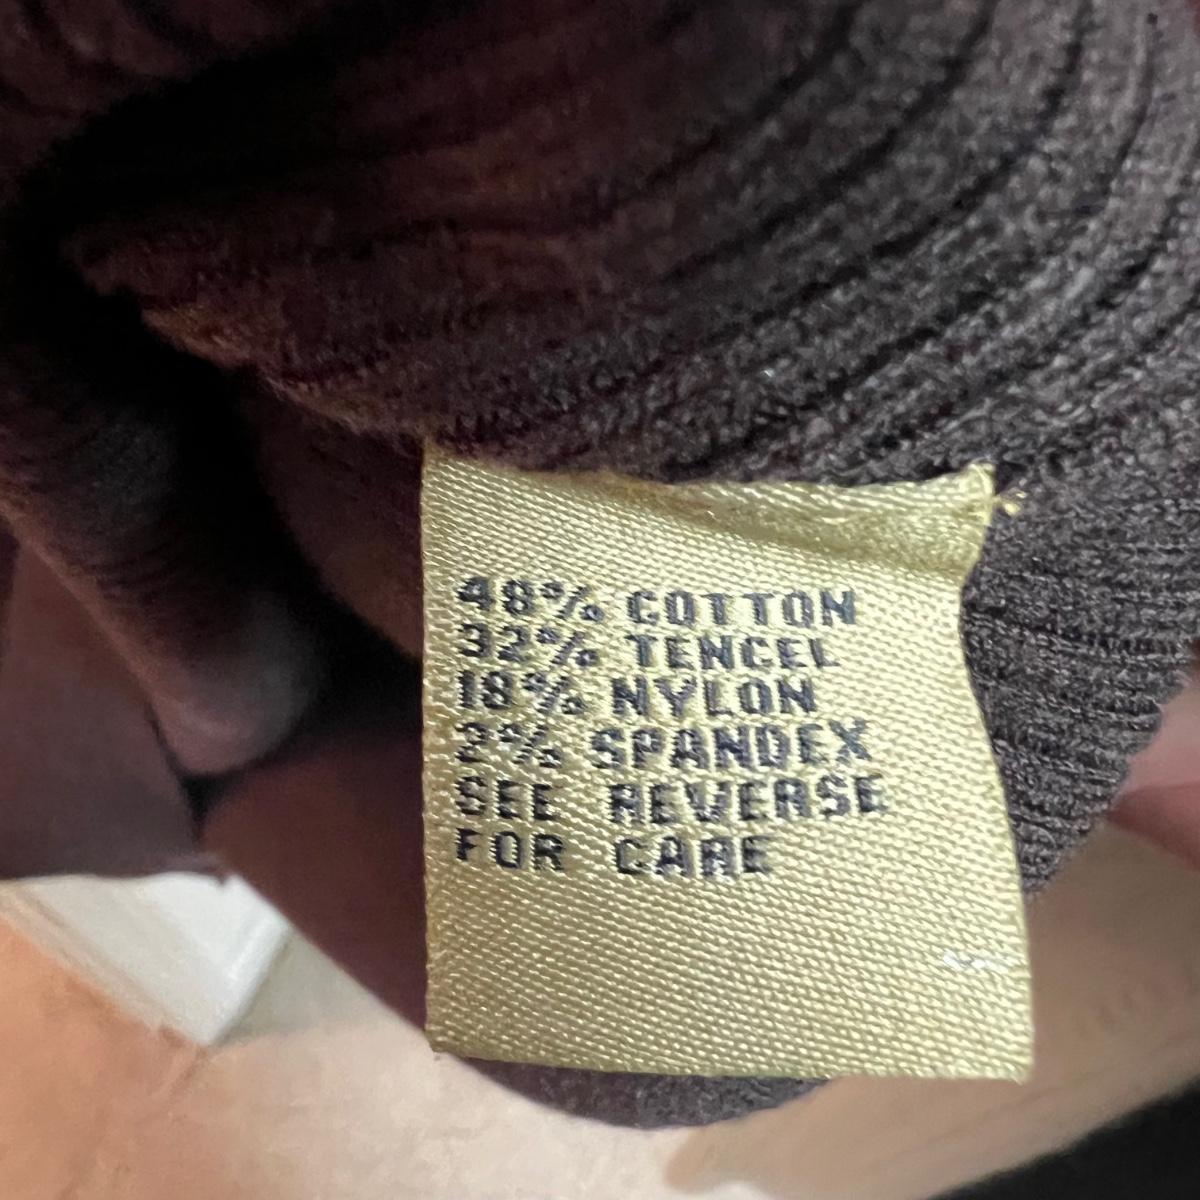 48% COTTON
32% TENCEL
18% NYLON
2% SPANDEX
SEE REVERSE
FOR CARE